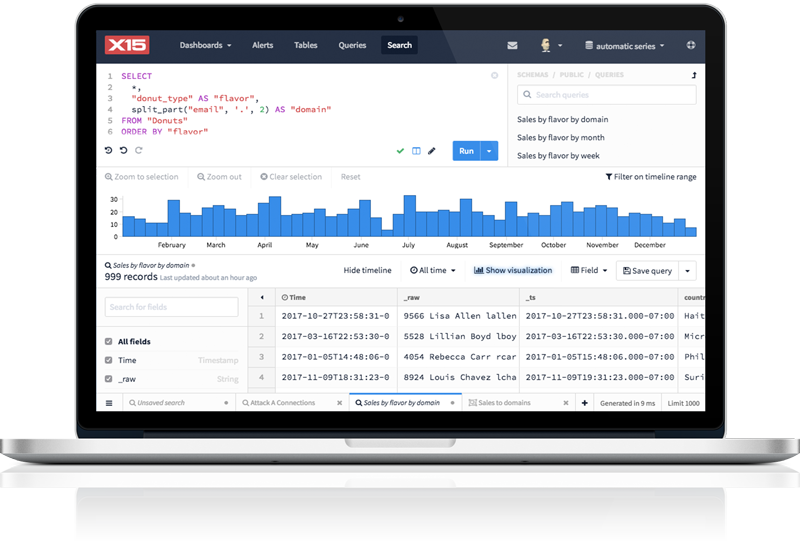 X15 Dashboards Alerts Tables Queries Search automatic series
1 SELECT
2 *,
3 "donut_type" AS "flavor",
4 split_part("email", '.', 2) AS "domain"
5 FROM "Donuts"
6 ORDER BY "flavor"
Run
SCHEMAS / PUBLIC / QUERIES
Search queries
Sales by flavor by domain
Sales by flavor by month
Sales by flavor by week
Zoom to selection Zoom out Clear selection Reset Filter on timeline range
30
20
10
0
February March April May June July August September October November December
Sales by flavor by domain
999 records Last updated about an hour ago
Hide timeline All time Show visualization Field Save query
Search for fields
All fields
Time Timestamp
_raw String
Time _raw _ts countr
1 2017-10-27T23:58:31-0 9566 Lisa Allen lallen 2017-10-27T23:58:31.000-07:00 Hait
2 2017-03-16T22:53:30-0 5528 Lillian Boyd lboy 2017-03-16T22:53:30.000-07:00 Micr
3 2017-01-05T14:48:06-0 4054 Rebecca Carr rcar 2017-01-05T15:48:06.000-07:00 Phil
4 2017-11-09T18:31:23-0 8924 Louis Chavez lcha 2017-11-09T19:31:23.000-07:00 Suri
Unsaved search Attack A Connections Sales by flavor by domain Sales to domains Generated in 9 ms Limit 1000